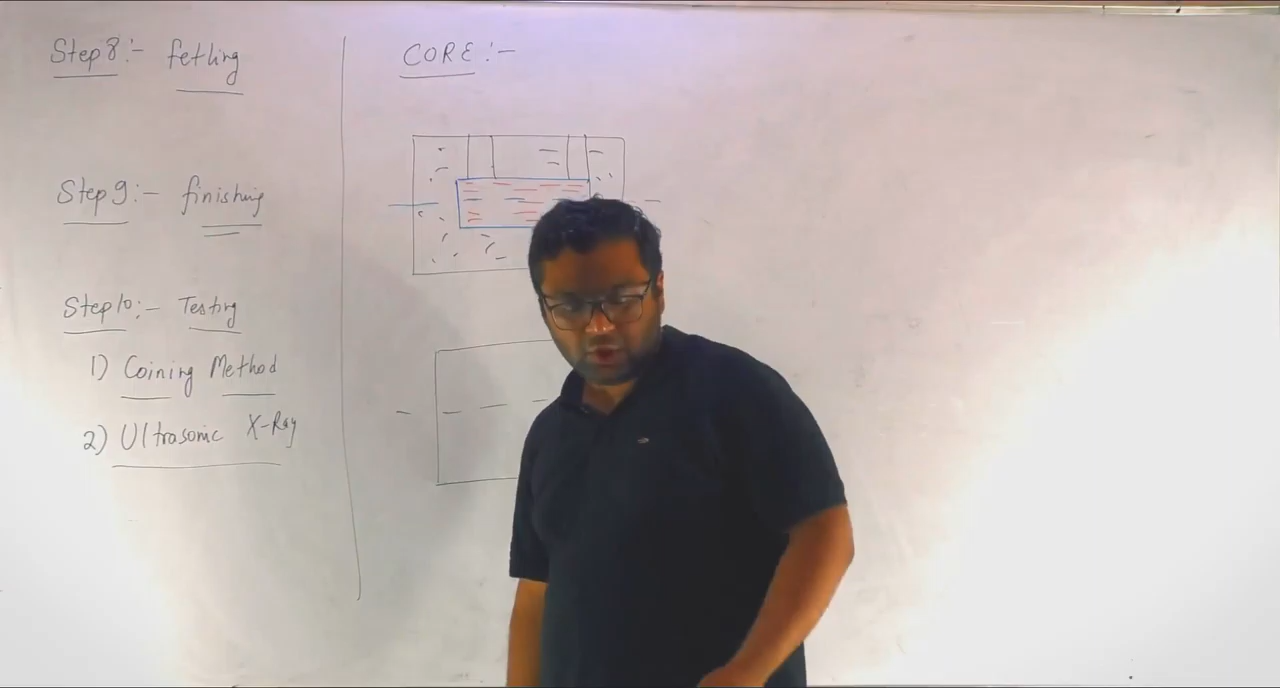 Step 8:- fetling
Step 9:- finishing
Step 10:- Testing
1) Coining Method
2) Ultrasonic X-Ray
CORE:-